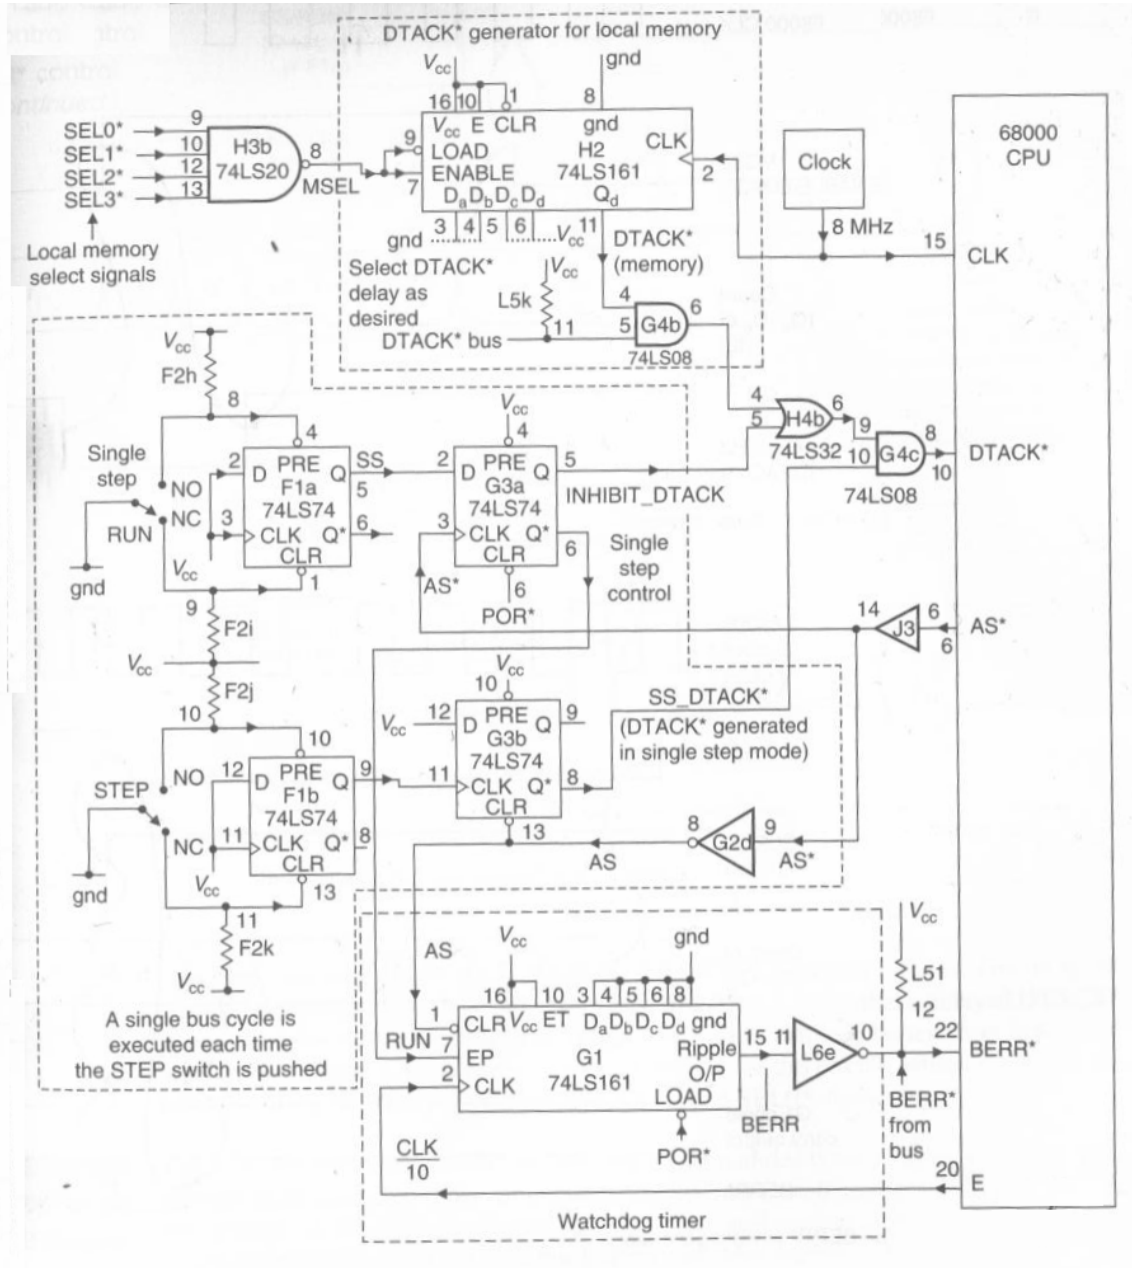 DTACK* generator for local memory
Vcc
gnd
16 10 1 8
Vcc E CLR gnd
SEL0* 9
SEL1* 10
SEL2* 12
SEL3* 13
H3b
74LS20
8
MSEL
9
LOAD
7
ENABLE
H2
74LS161
CLK
2
Da Db Dc Dd Qd
3 4 5 6 11
gnd
Vcc
Local memory
select signals
Select DTACK*
delay as
desired
Vcc
L5k
11
DTACK* bus
DTACK*
(memory)
4
5
G4b
6
74LS08
Clock
8 MHz
68000
CPU
15
CLK
Vcc
F2h
8
Single
step
NO
NC
RUN
gnd
Vcc
4
2
D PRE Q
F1a
74LS74
3
CLK Q*
CLR
1
SS
5
6
Vcc
4
2
D PRE Q
G3a
74LS74
3
CLK Q*
CLR
6
POR*
AS*
5
INHIBIT_DTACK
6
Single
step
control
4
5
H4b
6
74LS32
9
10
G4c
8
74LS08
10
DTACK*
14
J3
6
6
AS*
9
F2i
Vcc
F2j
10
STEP
NO
NC
gnd
Vcc
10
12
D PRE Q
F1b
74LS74
11
CLK Q*
CLR
13
9
8
11
F2k
Vcc
Vcc
10
Vcc
12
D PRE Q
G3b
74LS74
11
CLK Q*
CLR
13
9
8
SS_DTACK*
(DTACK* generated
in single step mode)
8
G2d
9
AS
AS*
A single bus cycle is
executed each time
the STEP switch is pushed
AS
Vcc
gnd
16 10 3 4 5 6 8
1
CLR Vcc ET Da Db Dc Dd gnd
RUN 7
EP
2
CLK
G1
74LS161
Ripple
O/P
LOAD
POR*
15
11
L6e
10
BERR
Vcc
L51
12
22
BERR*
BERR*
from
bus
CLK
10
20
E
Watchdog timer